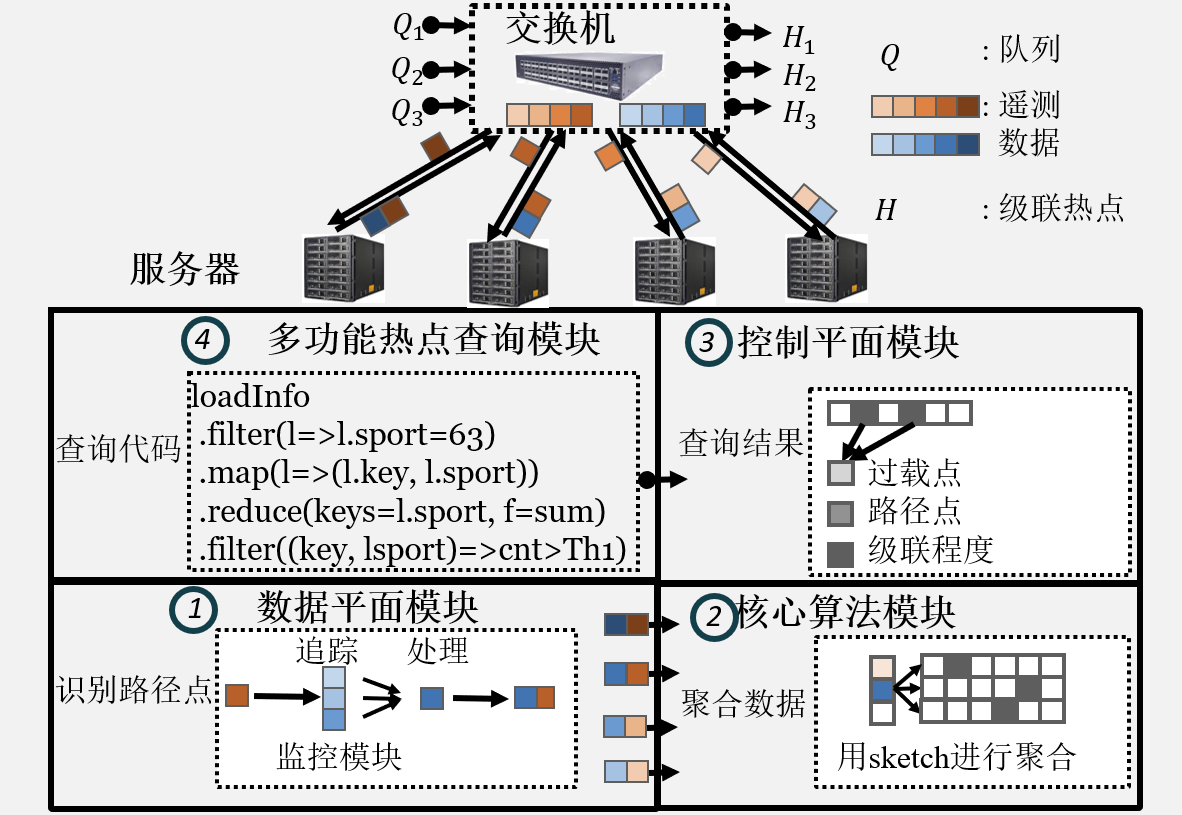 Q1
Q2
Q3
交换机
H1
H2
H3
Q : 队列
: 遥测
数据
H : 级联热点
服务器
4 多功能热点查询模块
查询代码
loadInfo
.filter(l=>l.sport=63)
.map(l=>(l.key, l.sport))
.reduce(keys=l.sport, f=sum)
.filter((key, lsport)=>cnt>Th1)
3 控制平面模块
查询结果
过载点
路径点
级联程度
1 数据平面模块
识别路径点
追踪
处理
监控模块
2 核心算法模块
聚合数据
用sketch进行聚合